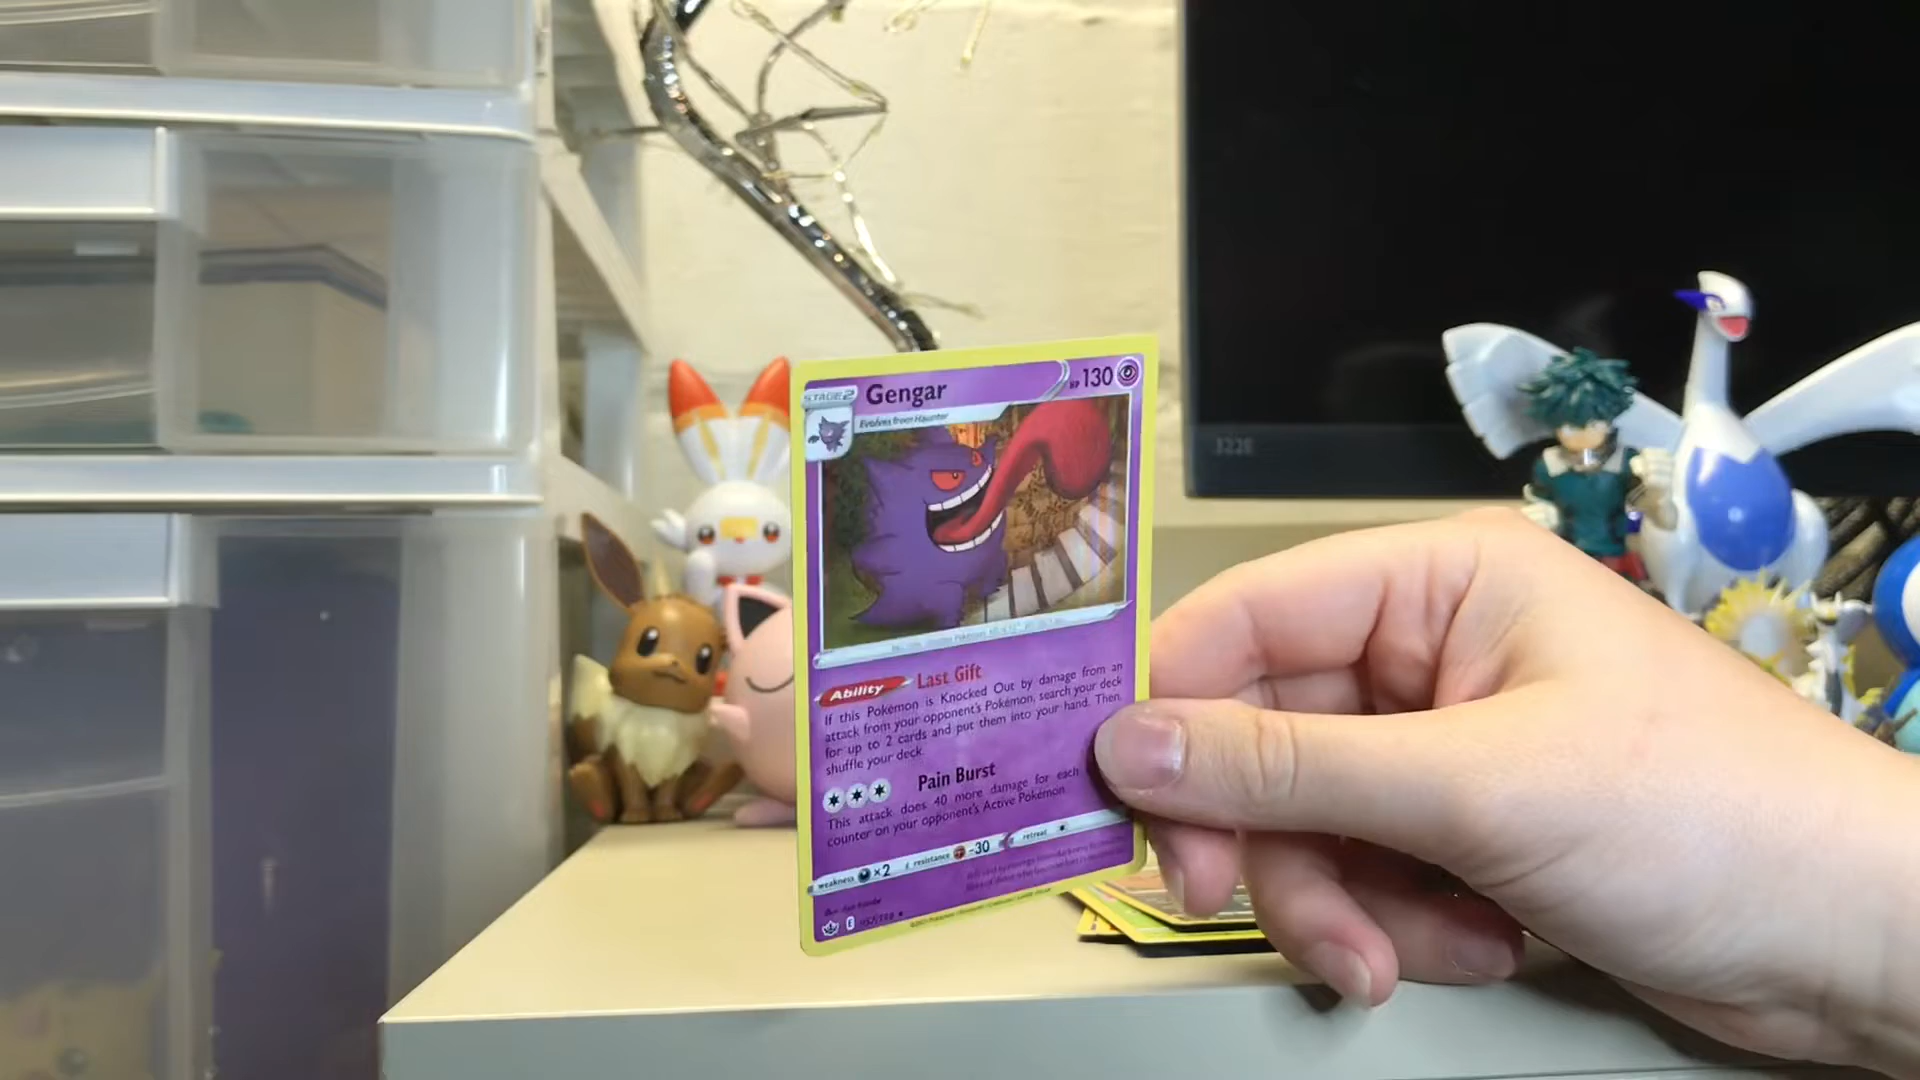 STAGE 2
Gengar
HP 130
Evolves from Haunter
Ability Last Gift
If this Pokémon is Knocked Out by damage from an
attack from your opponent's Pokémon, search your deck
for up to 2 cards and put them into your hand. Then,
shuffle your deck.
Pain Burst
This attack does 40 more damage for each
counter on your opponent's Active Pokémon.
weakness ×2
resistance -30
retreat
E
322E